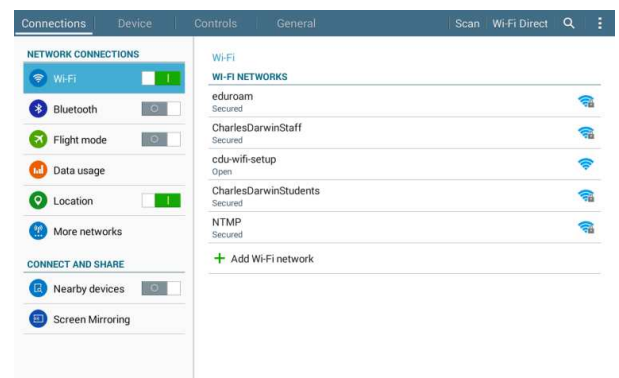 Connections Device Controls General Scan Wi-Fi Direct
NETWORK CONNECTIONS
Wi-Fi
Bluetooth
Flight mode
Data usage
Location
More networks
CONNECT AND SHARE
Nearby devices
Screen Mirroring
Wi-Fi
WI-FI NETWORKS
eduroam
Secured
CharlesDarwinStaff
Secured
cdu-wifi-setup
Open
CharlesDarwinStudents
Secured
NTMP
Secured
Add Wi-Fi network